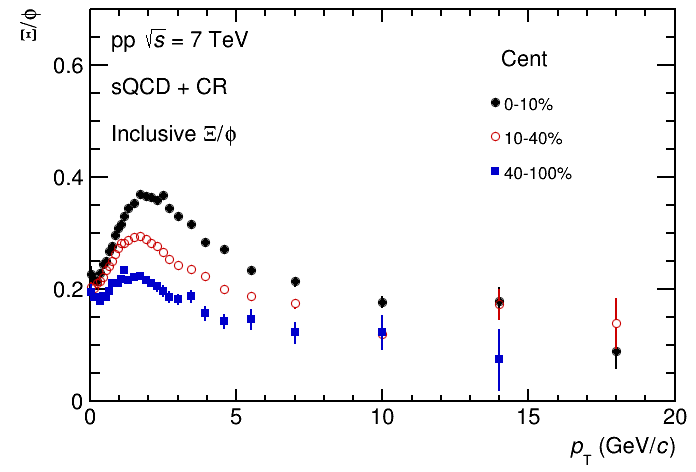 Ξ/φ
pp √s = 7 TeV
sQCD + CR
Inclusive Ξ/φ
Cent
0-10%
10-40%
40-100%
0.6
0.4
0.2
0
0 5 10 15 20
p_T (GeV/c)